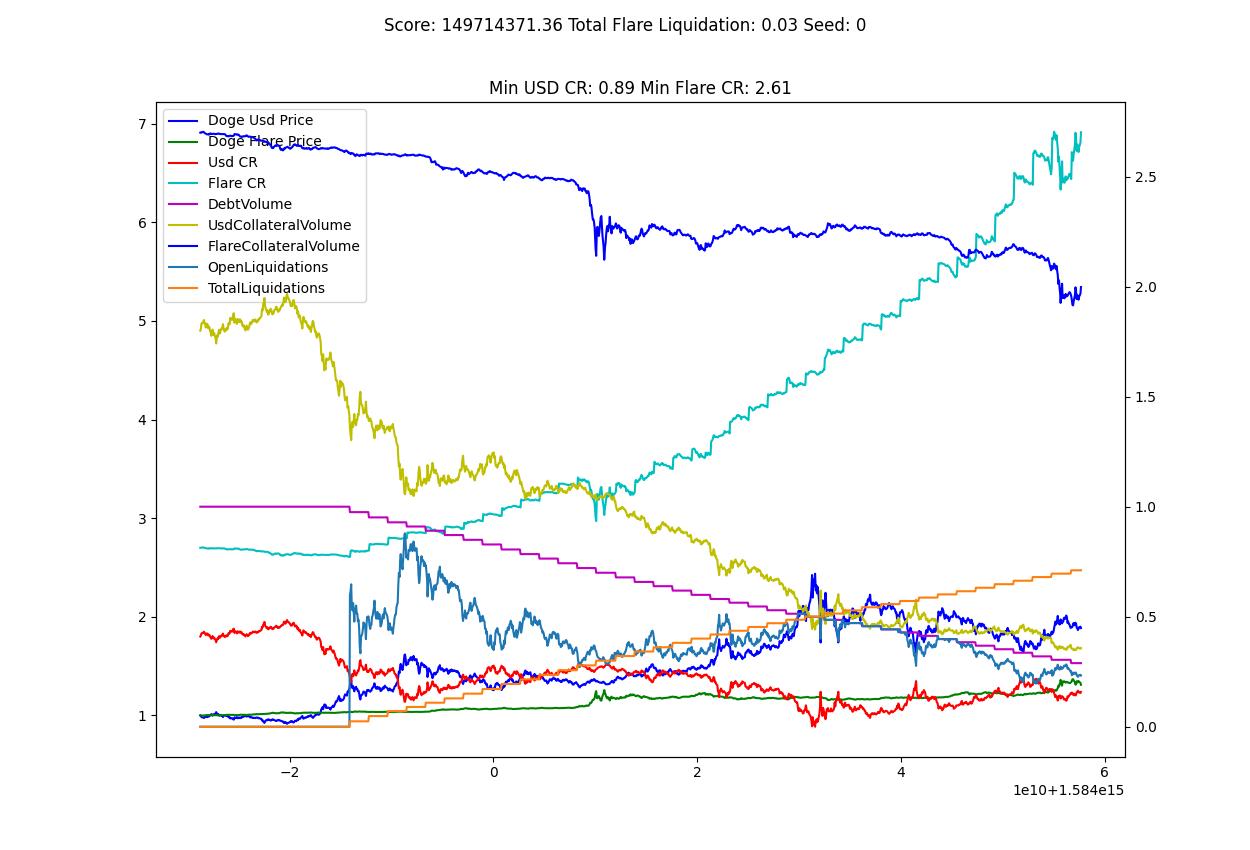 Score: 149714371.36 Total Flare Liquidation: 0.03 Seed: 0
Min USD CR: 0.89 Min Flare CR: 2.61
Doge Usd Price
Doge Flare Price
Usd CR
Flare CR
DebtVolume
UsdCollateralVolume
FlareCollateralVolume
OpenLiquidations
TotalLiquidations
7
6
5
4
3
2
1
2.5
2.0
1.5
1.0
0.5
0.0
−2 0 2 4 6
1e10+1.584e15